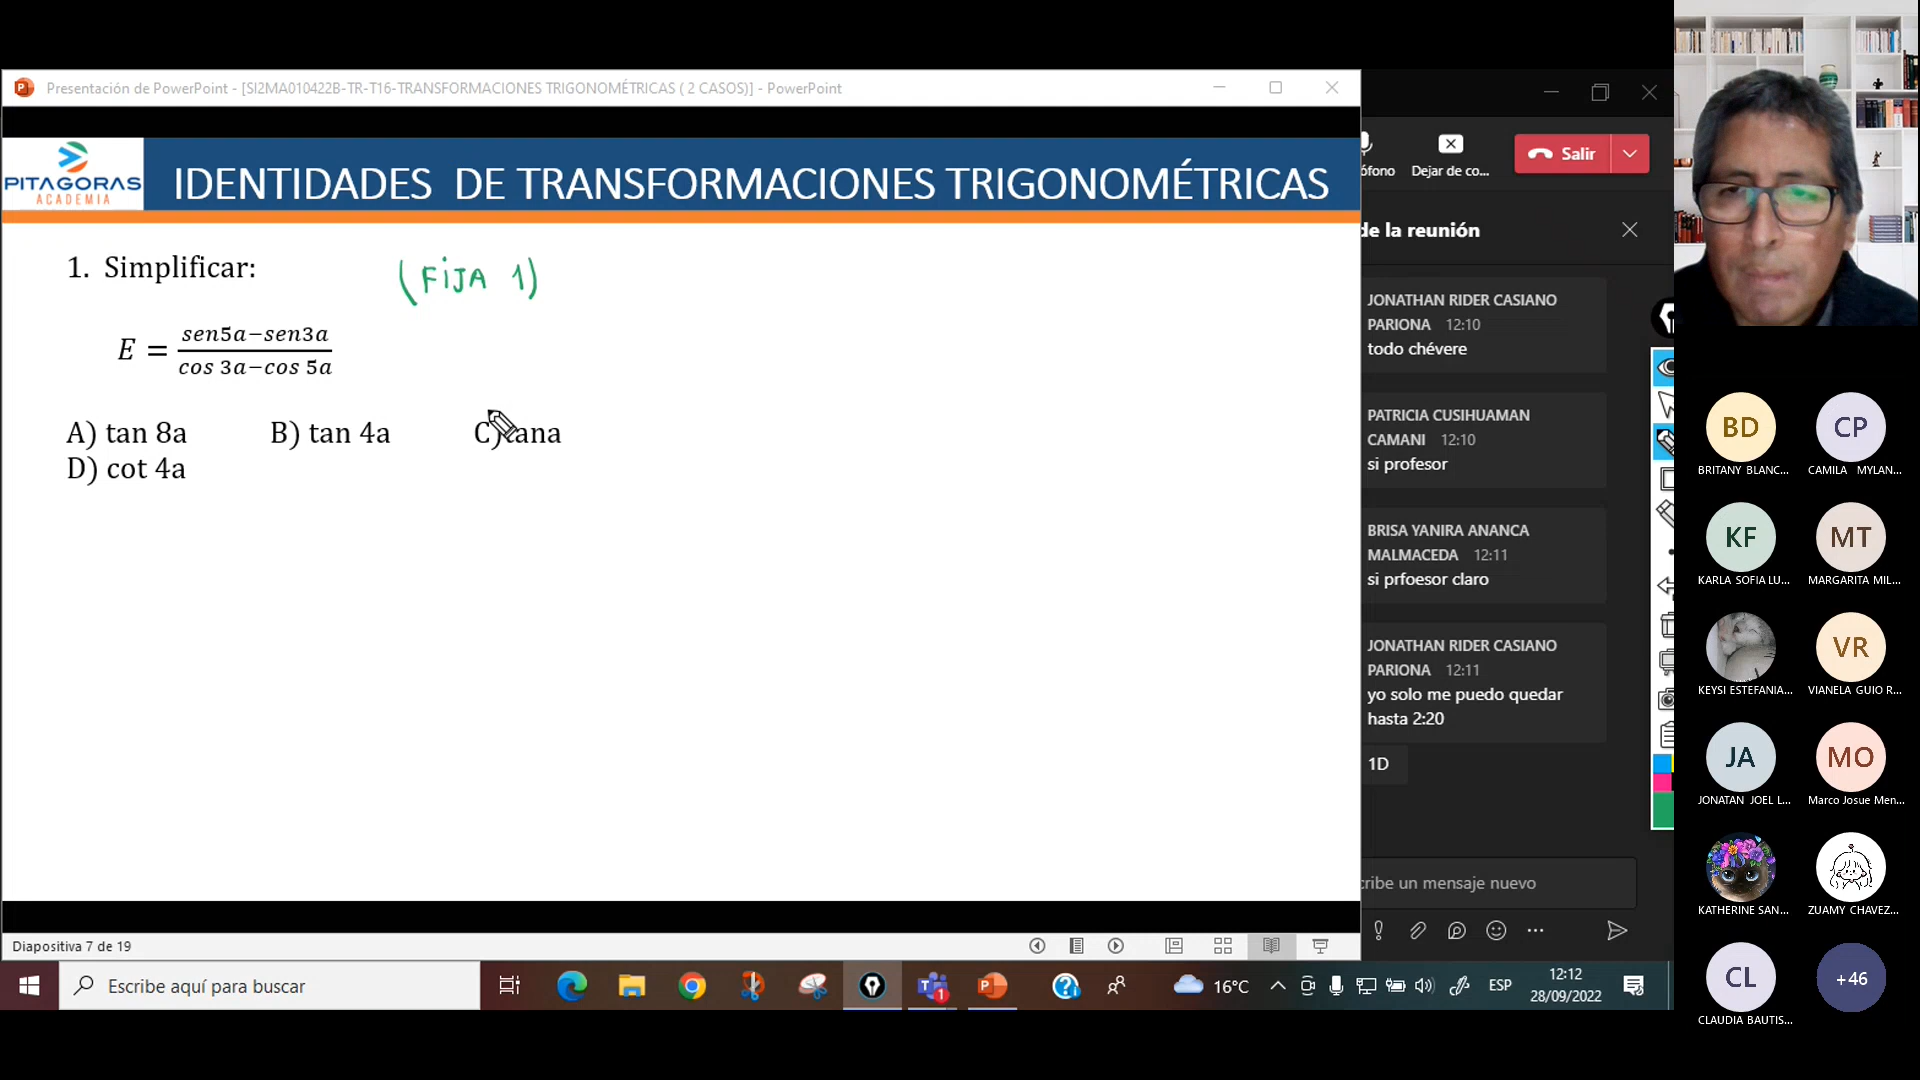 Presentación de PowerPoint - [SI2MA010422B-TR-T16-TRANSFORMACIONES TRIGONOMÉTRICAS ( 2 CASOS)] - PowerPoint
PITAGORAS
ACADEMIA
IDENTIDADES DE TRANSFORMACIONES TRIGONOMÉTRICAS
1. Simplificar:
(FIJA 1)
E = \frac{sen5a−sen3a}{cos 3a−cos 5a}
A) tan 8a B) tan 4a C)tana
D) cot 4a
Diapositiva 7 de 19
ófono
Dejar de co...
Salir
de la reunión
JONATHAN RIDER CASIANO
PARIONA 12:10
todo chévere
PATRICIA CUSIHUAMAN
CAMANI 12:10
si profesor
BRISA YANIRA ANANCA
MALMACEDA 12:11
si prfoesor claro
JONATHAN RIDER CASIANO
PARIONA 12:11
yo solo me puedo quedar
hasta 2:20
1D
cribe un mensaje nuevo
BD CP
BRITANY BLANC... CAMILA MYLAN...
KF MT
KARLA SOFIA LU... MARGARITA MIL...
VR
KEYSI ESTEFANIA... VIANELA GUIO R...
JA MO
JONATAN JOEL L... Marco Josue Men...
KATHERINE SAN... ZUAMY CHAVEZ...
CL +46
CLAUDIA BAUTIS...
Escribe aquí para buscar
1
16°C
ESP
12:12
28/09/2022